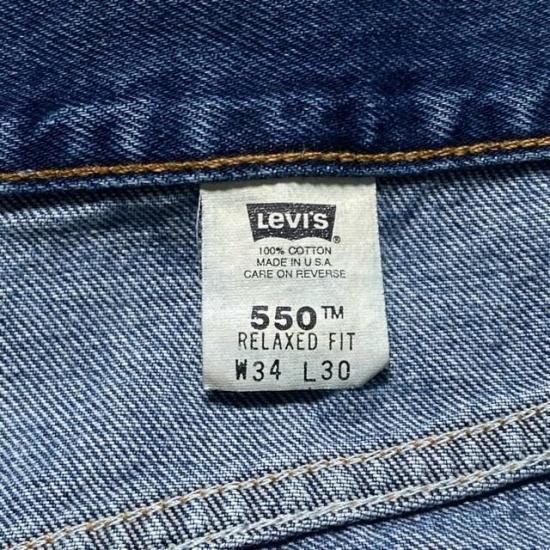 Levi's ®
100% COTTON
MADE IN U.S.A.
CARE ON REVERSE
550™
RELAXED FIT
W34 L30